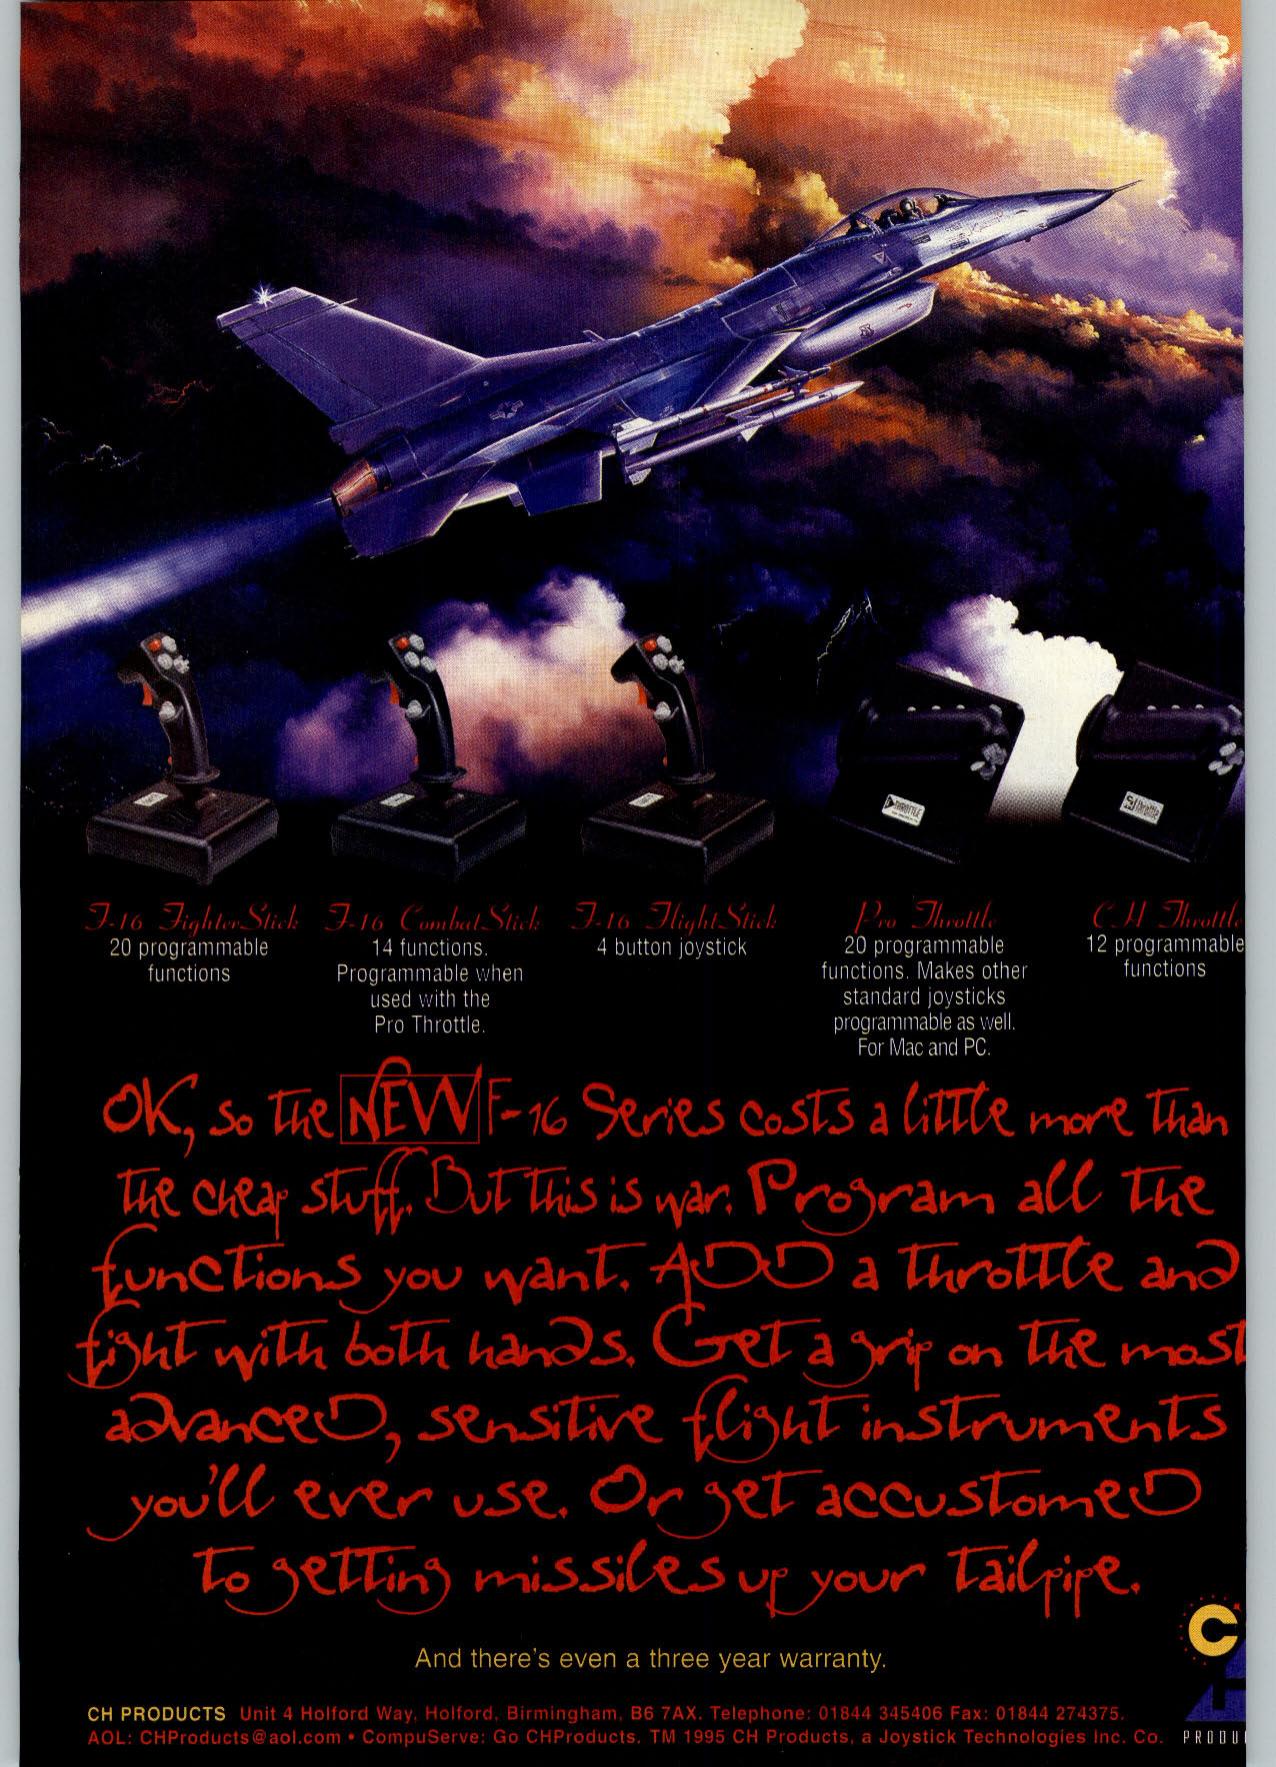 F-16 FighterStick
20 programmable
functions
F-16 CombatStick
14 functions.
Programmable when
used with the
Pro Throttle.
F-16 FlightStick
4 button joystick
Pro Throttle
20 programmable
functions. Makes other
standard joysticks
programmable as well.
For Mac and PC.
CH Throttle
12 programmable
functions
OK, so the NEW F-16 Series costs a little more than
the cheap stuff. But this is war. Program all the
functions you want. ADD a throttle and
fight with both hands. Get a grip on the most
advanced, sensitive flight instruments
you'll ever use. Or get accustomed
to getting missiles up your tailpipe.
And there's even a three year warranty.
CH PRODUCTS Unit 4 Holford Way, Holford, Birmingham, B6 7AX. Telephone: 01844 345406 Fax: 01844 274375.
AOL: CHProducts@aol.com • CompuServe: Go CHProducts. TM 1995 CH Products, a Joystick Technologies Inc. Co.
CH